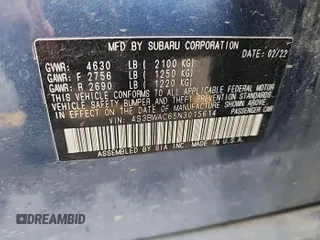 MFD BY SUBARU CORPORATION
GVWR: 4630 LB (2100 KG) DATE: 02/22
GAWR: F 2756 LB (1250 KG)
GAWR: R 2690 LB (1220 KG)
THIS VEHICLE CONFORMS TO ALL APPLICABLE FEDERAL MOTOR
VEHICLE SAFETY, BUMPER AND THEFT PREVENTION STANDARDS
IN EFFECT ON THE DATE OF MANUFACTURE SHOWN ABOVE.
VIN: 4S3BWAC65N3015614 PASSENGER CAR
ASSEMBLED BY SIA INC. MADE IN U.S.A.
DREAMBID